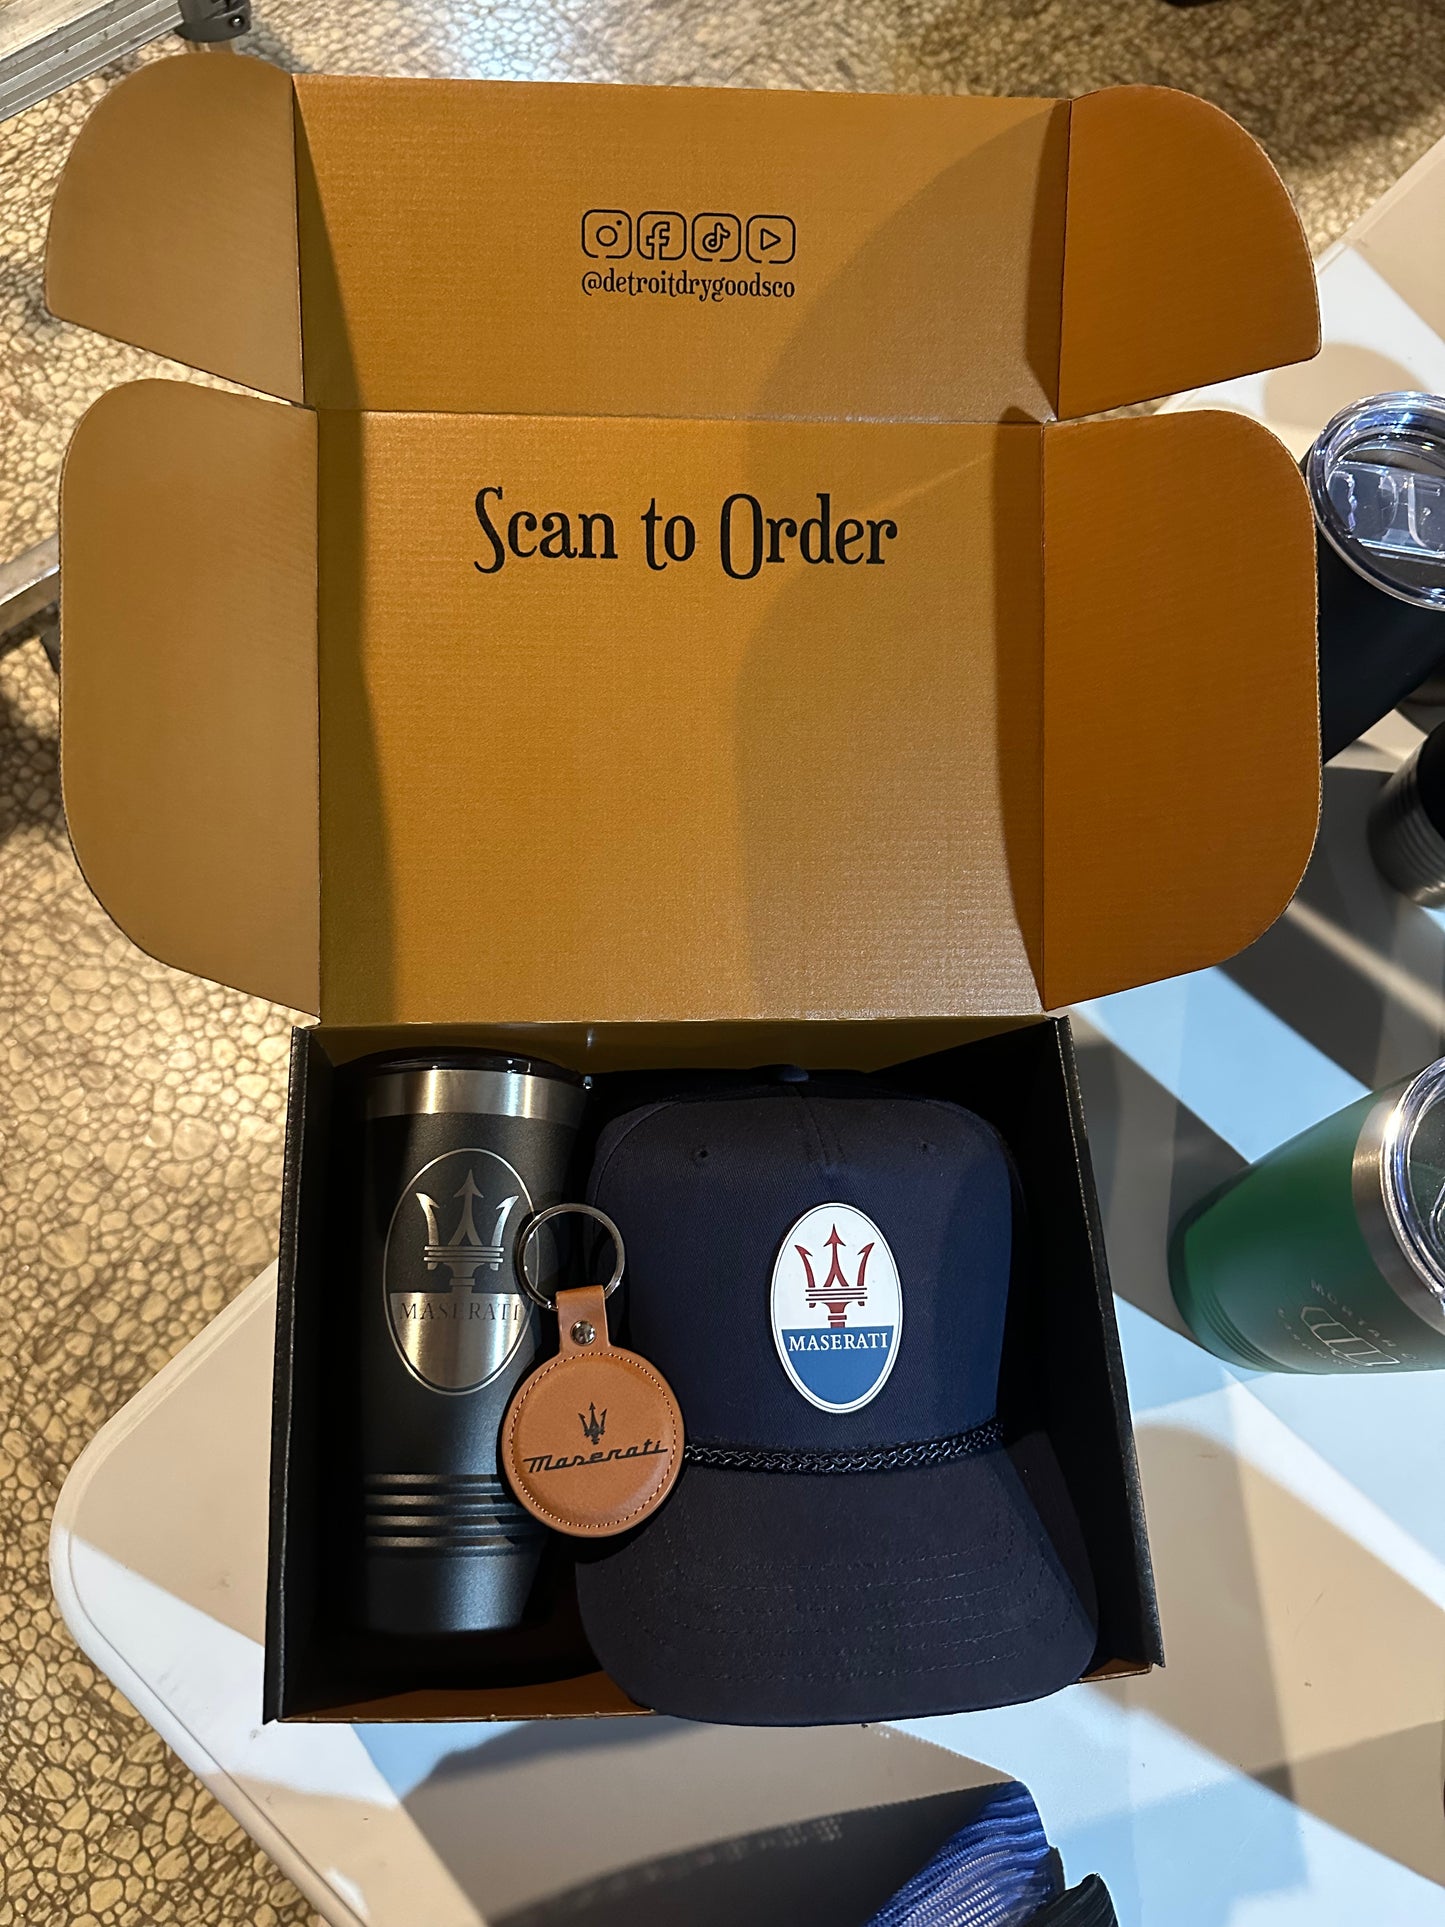 @detroitdrygoodsco
Scan to Order
MASERATI
MASERATI
Maserati